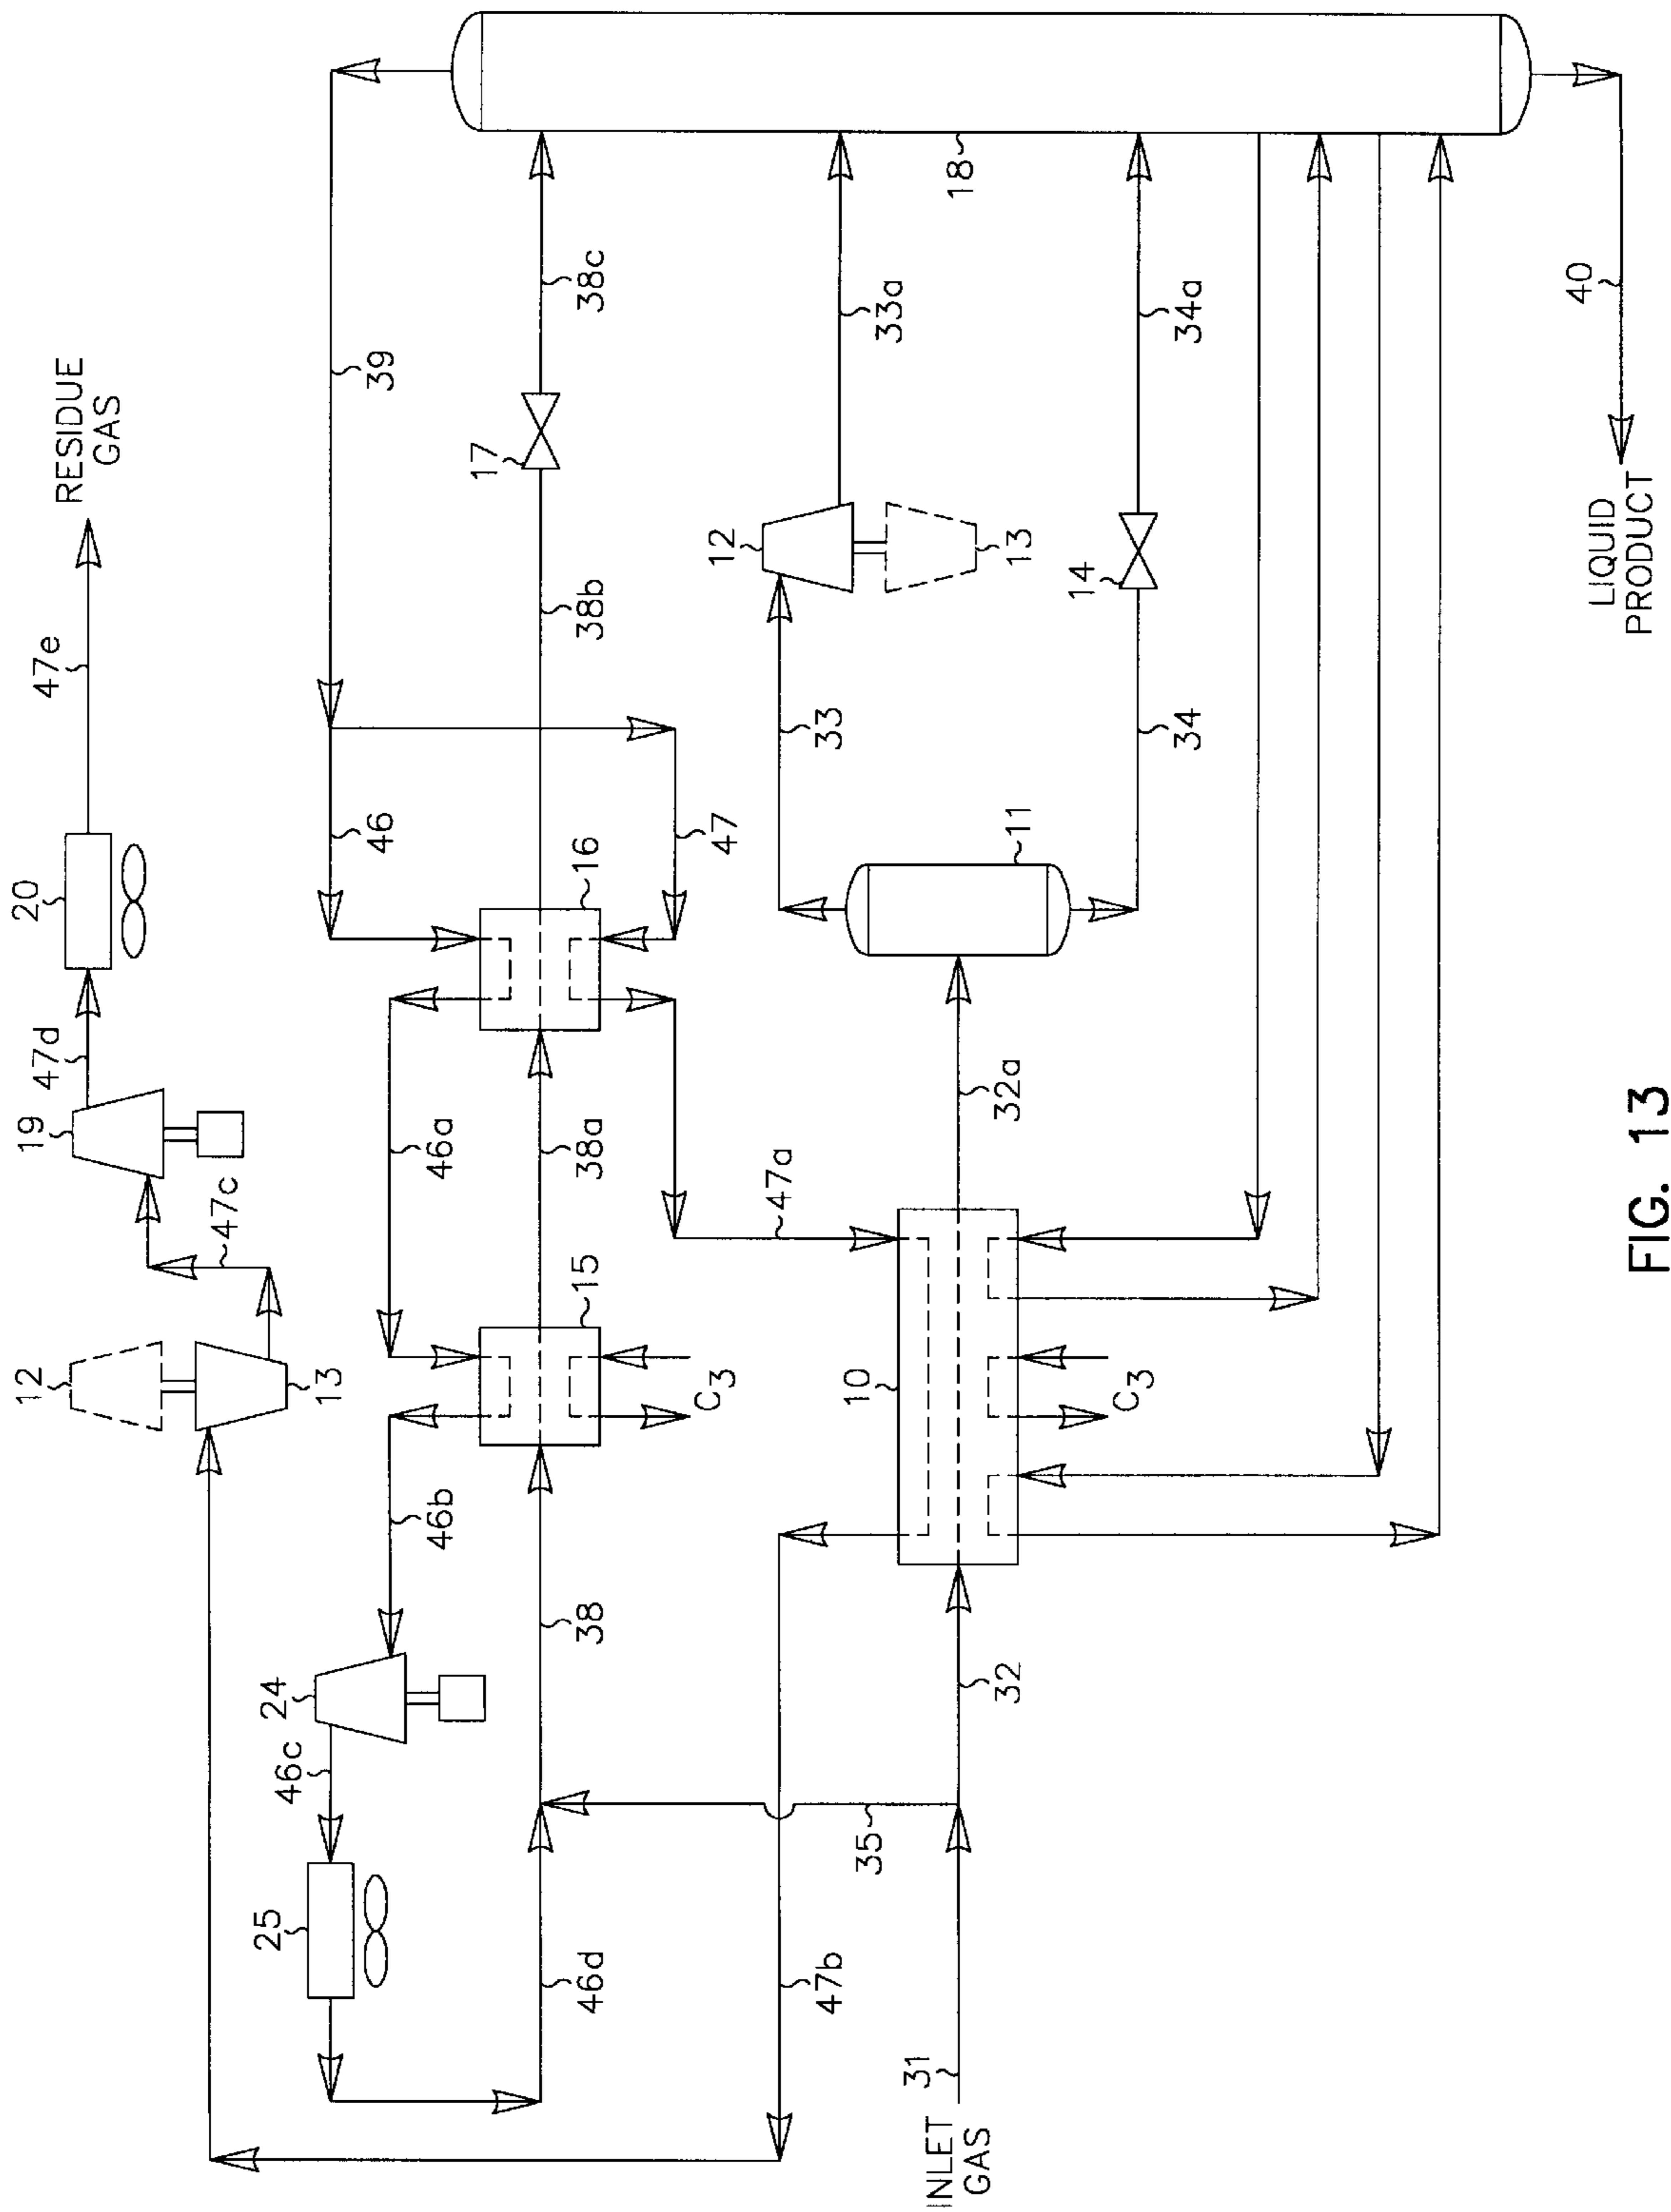 RESIDUE
GAS
47e
20
47d
19
47c
12
13
39
46
46a
46b
24
46c
25
46d
38c
17
38b
16
38a
15
C3
38
47
47a
47b
35
33a
12
13
33
18
34a
14
34
11
32a
10
C3
32
31
INLET
GAS
40
LIQUID
PRODUCT
FIG. 13